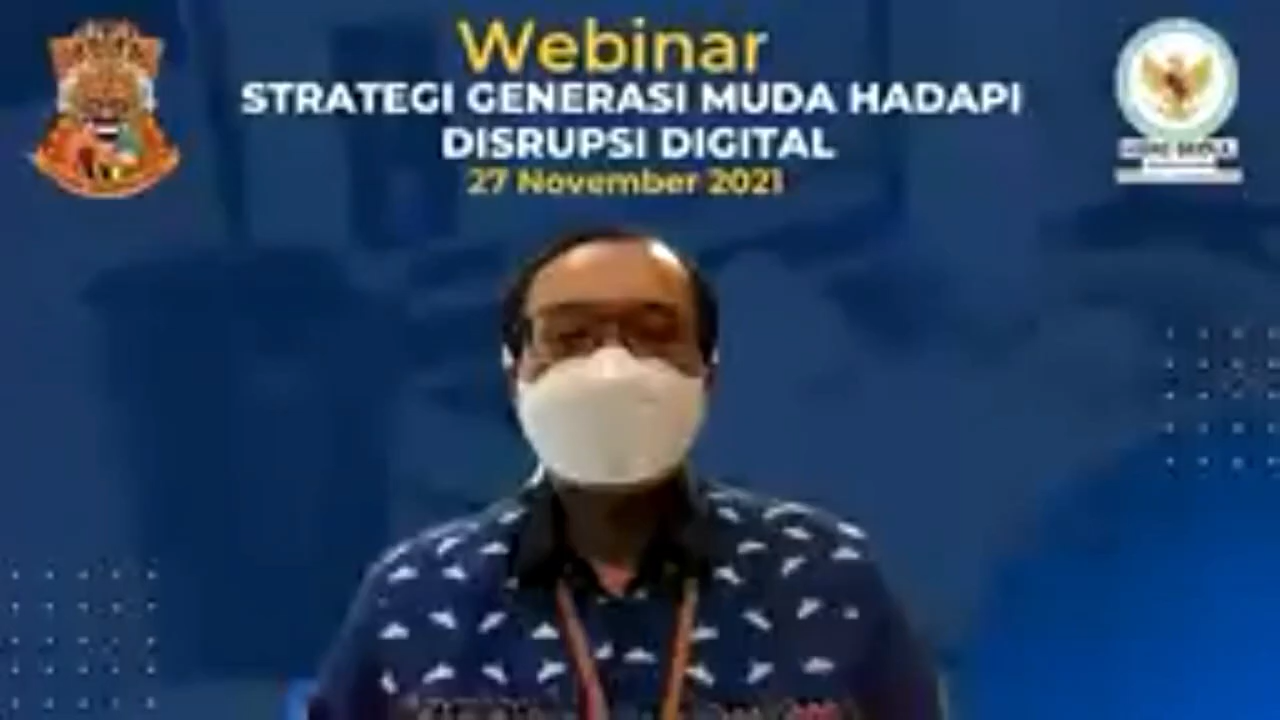 Webinar
STRATEGI GENERASI MUDA HADAPI
DISRUPSI DIGITAL
27 November 2021